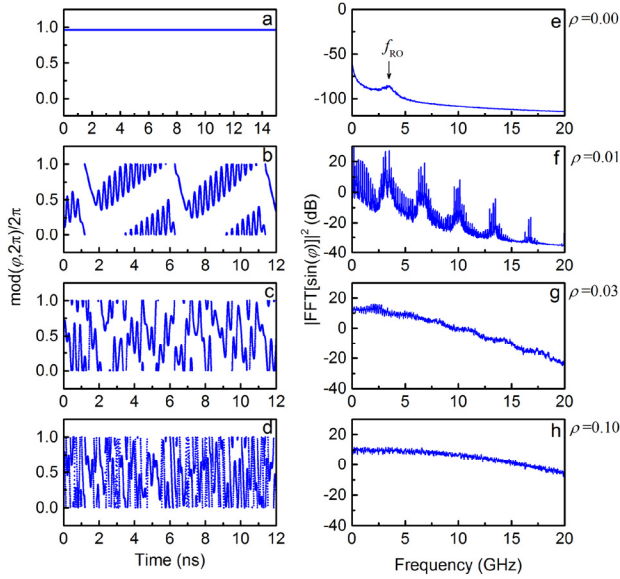 a
1.0
0.5
0.0
0 2 4 6 8 10 12 14
e
ρ=0.00
0
-50
-100
f_RO
0 5 10 15 20
b
1.0
0.5
0.0
0 2 4 6 8 10 12
f
ρ=0.01
20
0
-20
-40
0 5 10 15 20
c
1.0
0.5
0.0
0 2 4 6 8 10 12
g
ρ=0.03
20
0
-20
-40
0 5 10 15 20
d
1.0
0.5
0.0
0 2 4 6 8 10 12
h
ρ=0.10
20
0
-20
-40
0 5 10 15 20
mod(φ,2π)/2π
|FFT[sin(φ)]|² (dB)
Time (ns)
Frequency (GHz)